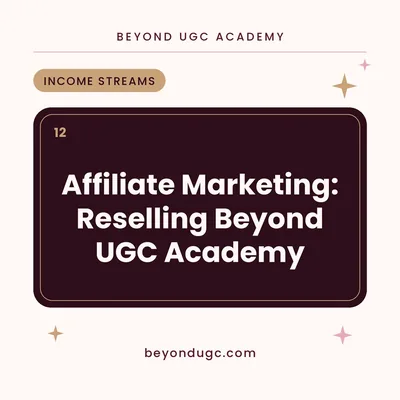 BEYOND UGC ACADEMY
INCOME STREAMS
12
Affiliate Marketing:
Reselling Beyond
UGC Academy
beyondugc.com